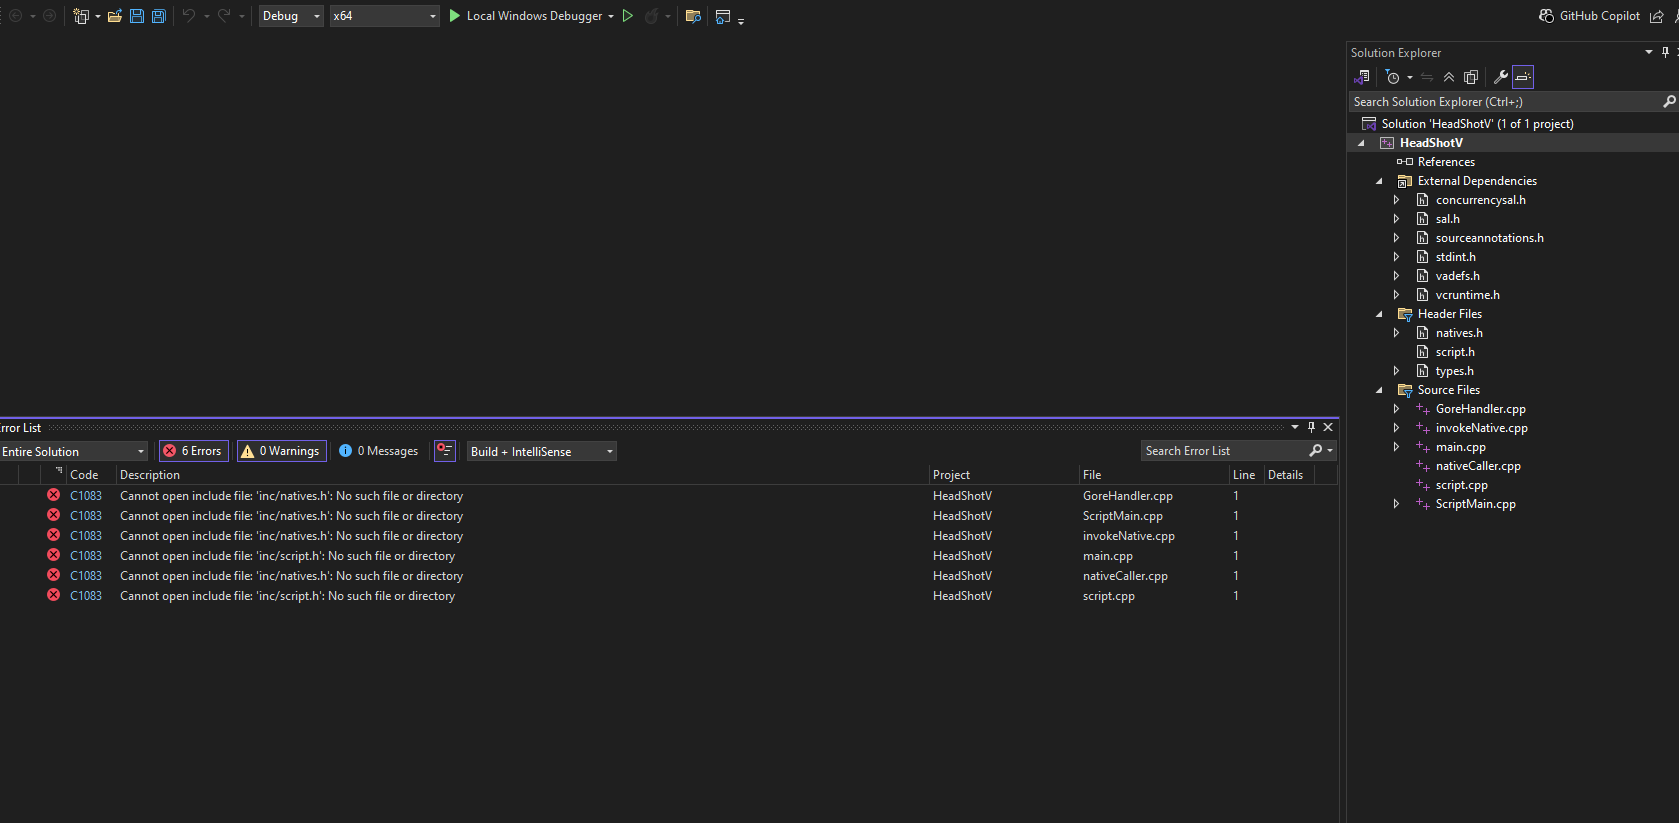 Debug
x64
Local Windows Debugger
GitHub Copilot
Solution Explorer
Search Solution Explorer (Ctrl+;)
Solution 'HeadShotV' (1 of 1 project)
HeadShotV
References
External Dependencies
concurrencysal.h
sal.h
sourceannotations.h
stdint.h
vadefs.h
vcruntime.h
Header Files
natives.h
script.h
types.h
Source Files
GoreHandler.cpp
invokeNative.cpp
main.cpp
nativeCaller.cpp
script.cpp
ScriptMain.cpp
rror List
Entire Solution
6 Errors
0 Warnings
0 Messages
Build + IntelliSense
Search Error List
Code Description Project File Line Details
C1083 Cannot open include file: 'inc/natives.h': No such file or directory HeadShotV GoreHandler.cpp 1
C1083 Cannot open include file: 'inc/natives.h': No such file or directory HeadShotV ScriptMain.cpp 1
C1083 Cannot open include file: 'inc/natives.h': No such file or directory HeadShotV invokeNative.cpp 1
C1083 Cannot open include file: 'inc/script.h': No such file or directory HeadShotV main.cpp 1
C1083 Cannot open include file: 'inc/natives.h': No such file or directory HeadShotV nativeCaller.cpp 1
C1083 Cannot open include file: 'inc/script.h': No such file or directory HeadShotV script.cpp 1